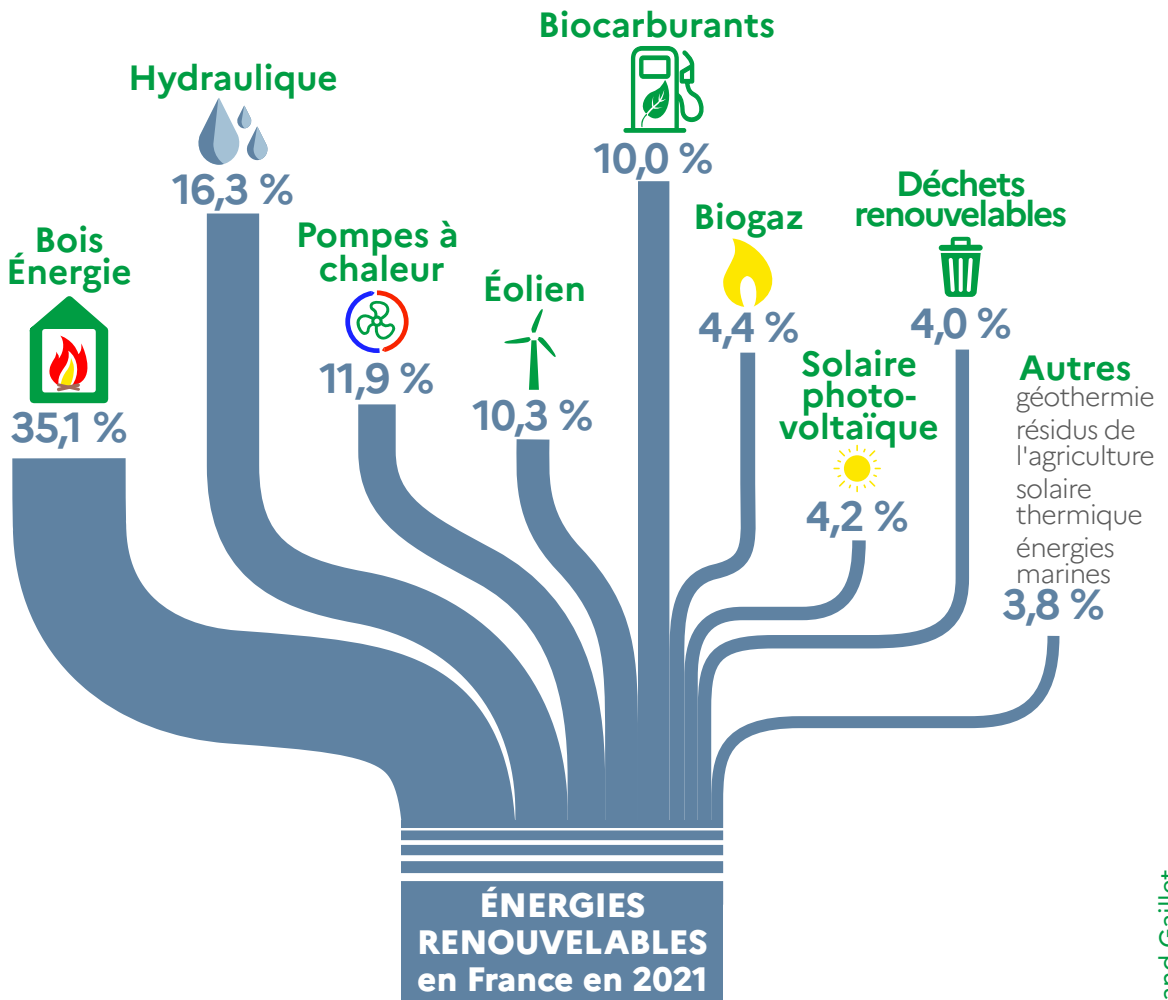 Biocarburants
10,0 %
Hydraulique
16,3 %
Déchets
renouvelables
4,0 %
Biogaz
4,4 %
Bois
Énergie
35,1 %
Pompes à
chaleur
11,9 %
Éolien
10,3 %
Solaire
photo-
voltaïque
4,2 %
Autres
géothermie
résidus de
l'agriculture
solaire
thermique
énergies
marines
3,8 %
ÉNERGIES
RENOUVELABLES
en France en 2021
Gaillet